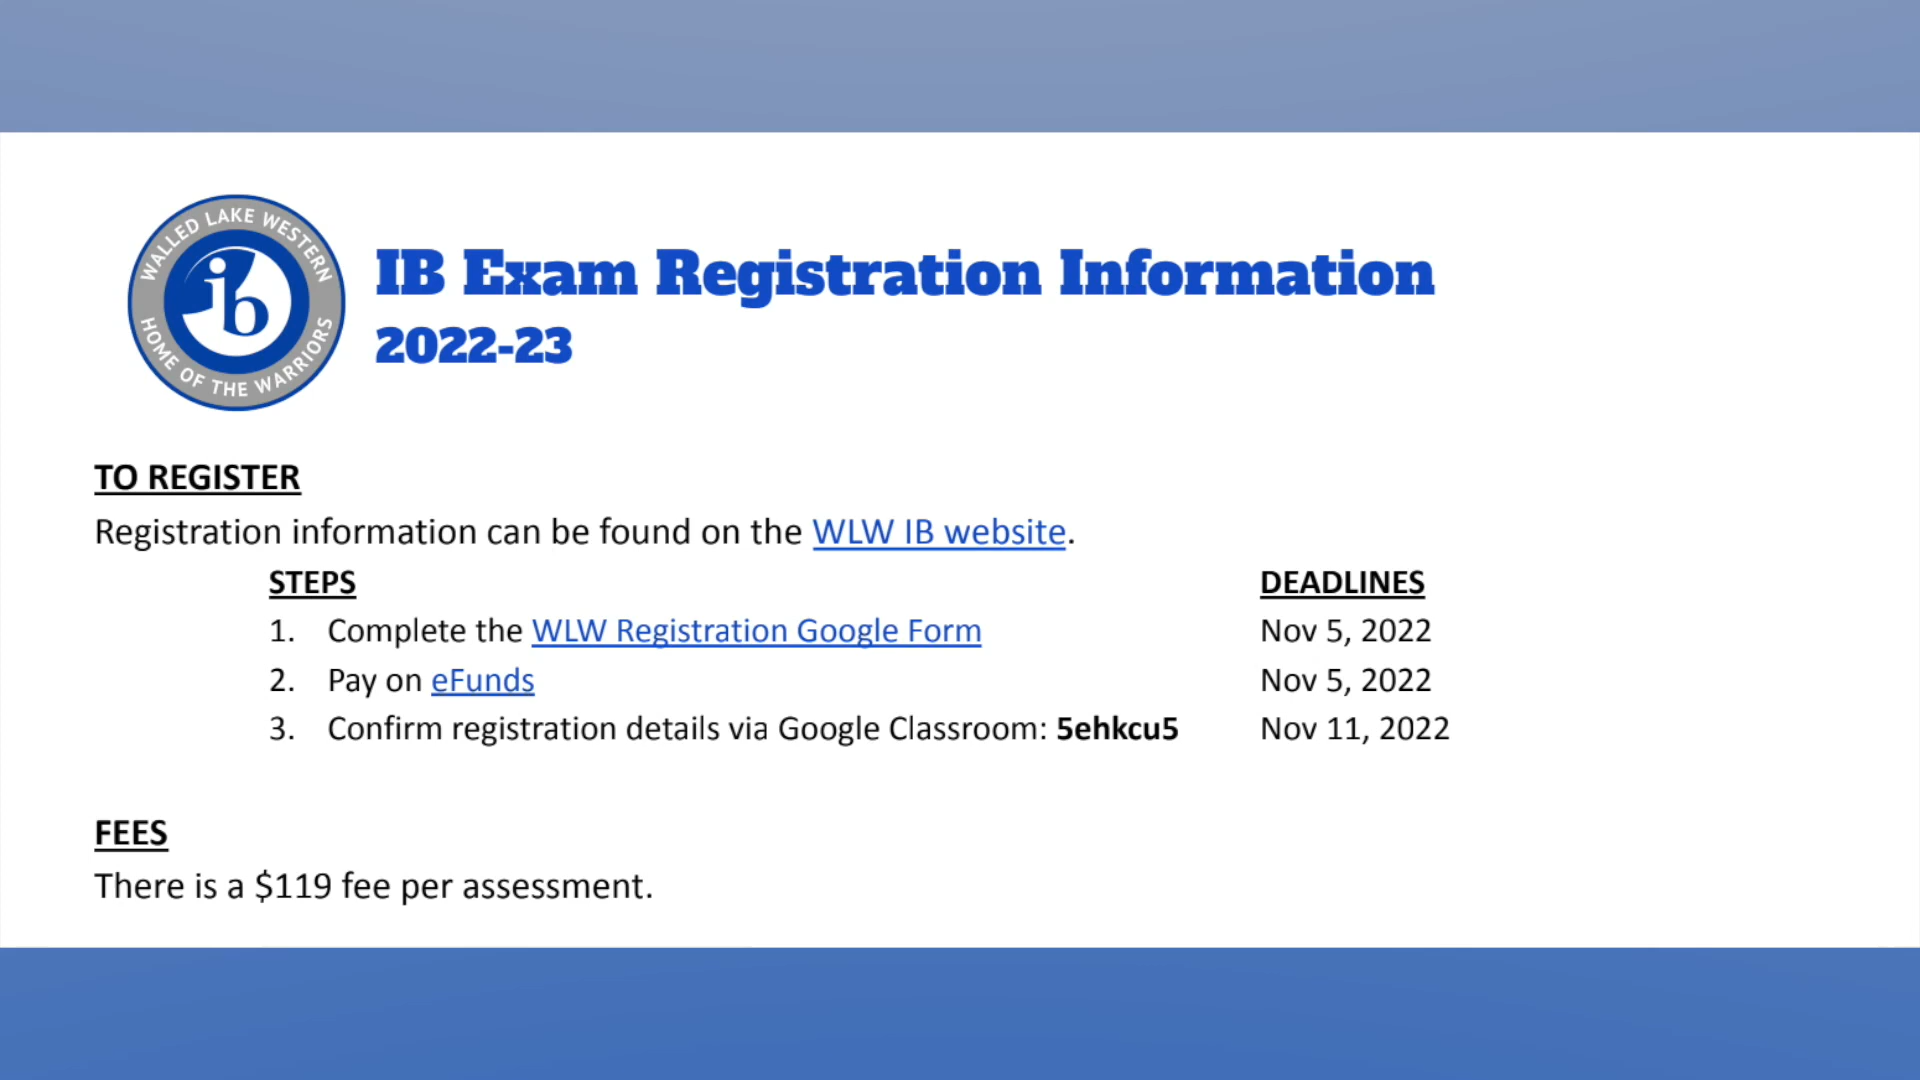 WALLED LAKE WESTERN
ib
HOME OF THE WARRIORS
IB Exam Registration Information
2022-23
TO REGISTER
Registration information can be found on the WLW IB website.
STEPS DEADLINES
1. Complete the WLW Registration Google Form Nov 5, 2022
2. Pay on eFunds Nov 5, 2022
3. Confirm registration details via Google Classroom: 5ehkcu5 Nov 11, 2022
FEES
There is a $119 fee per assessment.